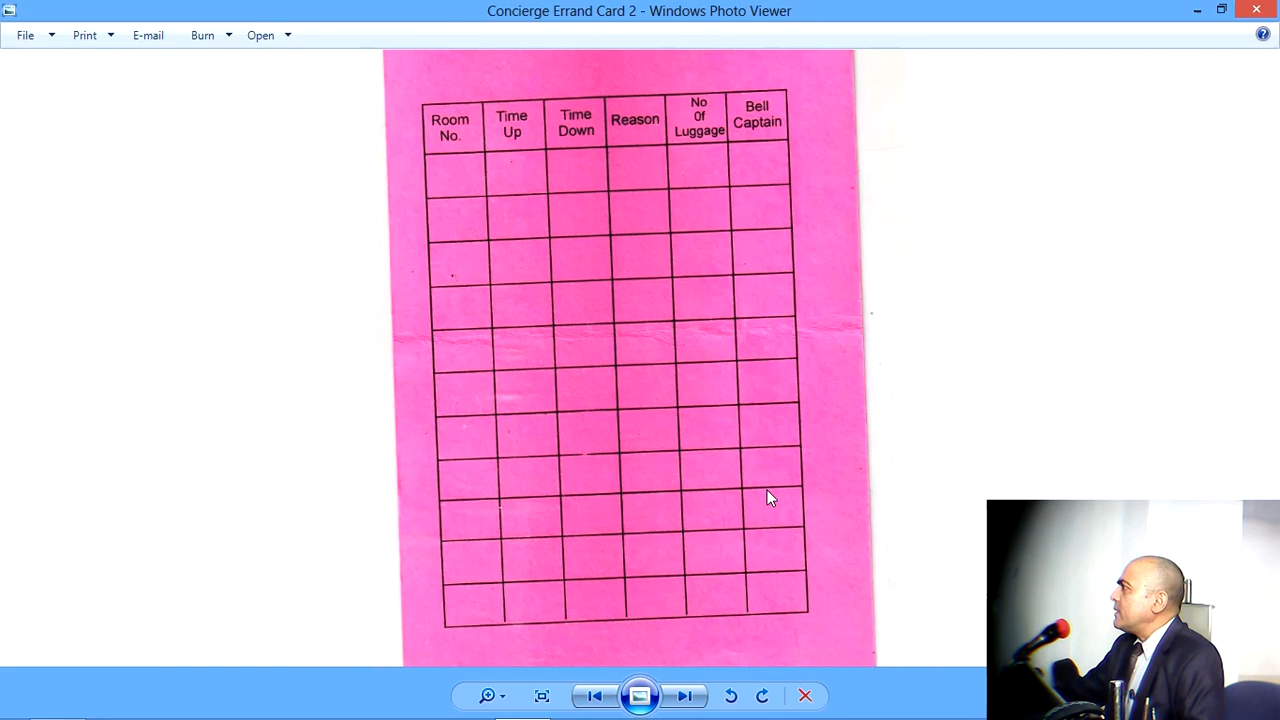 Concierge Errand Card 2 - Windows Photo Viewer
File Print E-mail Burn Open
Room No.
Time Up
Time Down
Reason
No 0f Luggage
Bell Captain